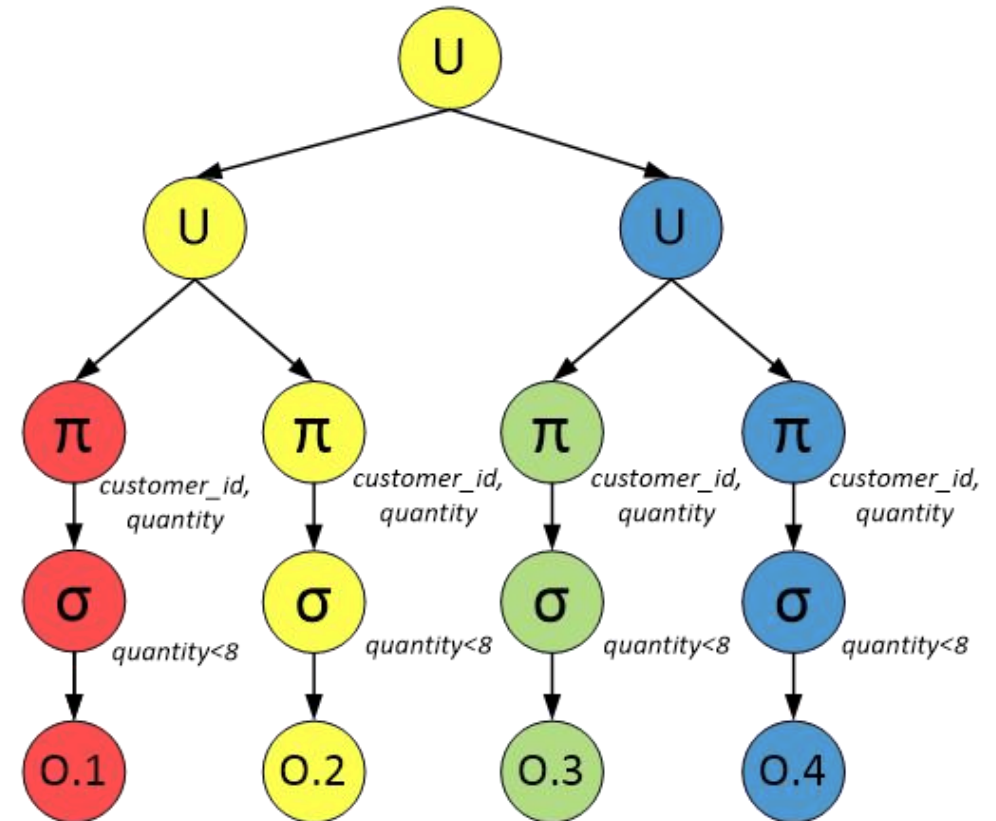 U
U
U
π
π
π
π
customer_id,
quantity
customer_id,
quantity
customer_id,
quantity
customer_id,
quantity
σ
σ
σ
σ
quantity<8
quantity<8
quantity<8
quantity<8
O.1
O.2
O.3
O.4